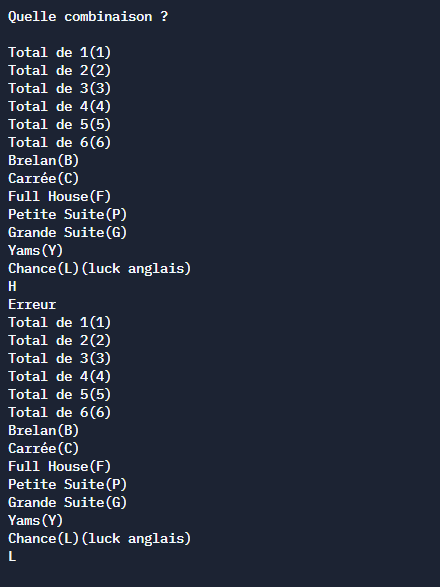 Quelle combinaison ?
Total de 1(1)
Total de 2(2)
Total de 3(3)
Total de 4(4)
Total de 5(5)
Total de 6(6)
Brelan(B)
Carrée(C)
Full House(F)
Petite Suite(P)
Grande Suite(G)
Yams(Y)
Chance(L)(luck anglais)
H
Erreur
Total de 1(1)
Total de 2(2)
Total de 3(3)
Total de 4(4)
Total de 5(5)
Total de 6(6)
Brelan(B)
Carrée(C)
Full House(F)
Petite Suite(P)
Grande Suite(G)
Yams(Y)
Chance(L)(luck anglais)
L